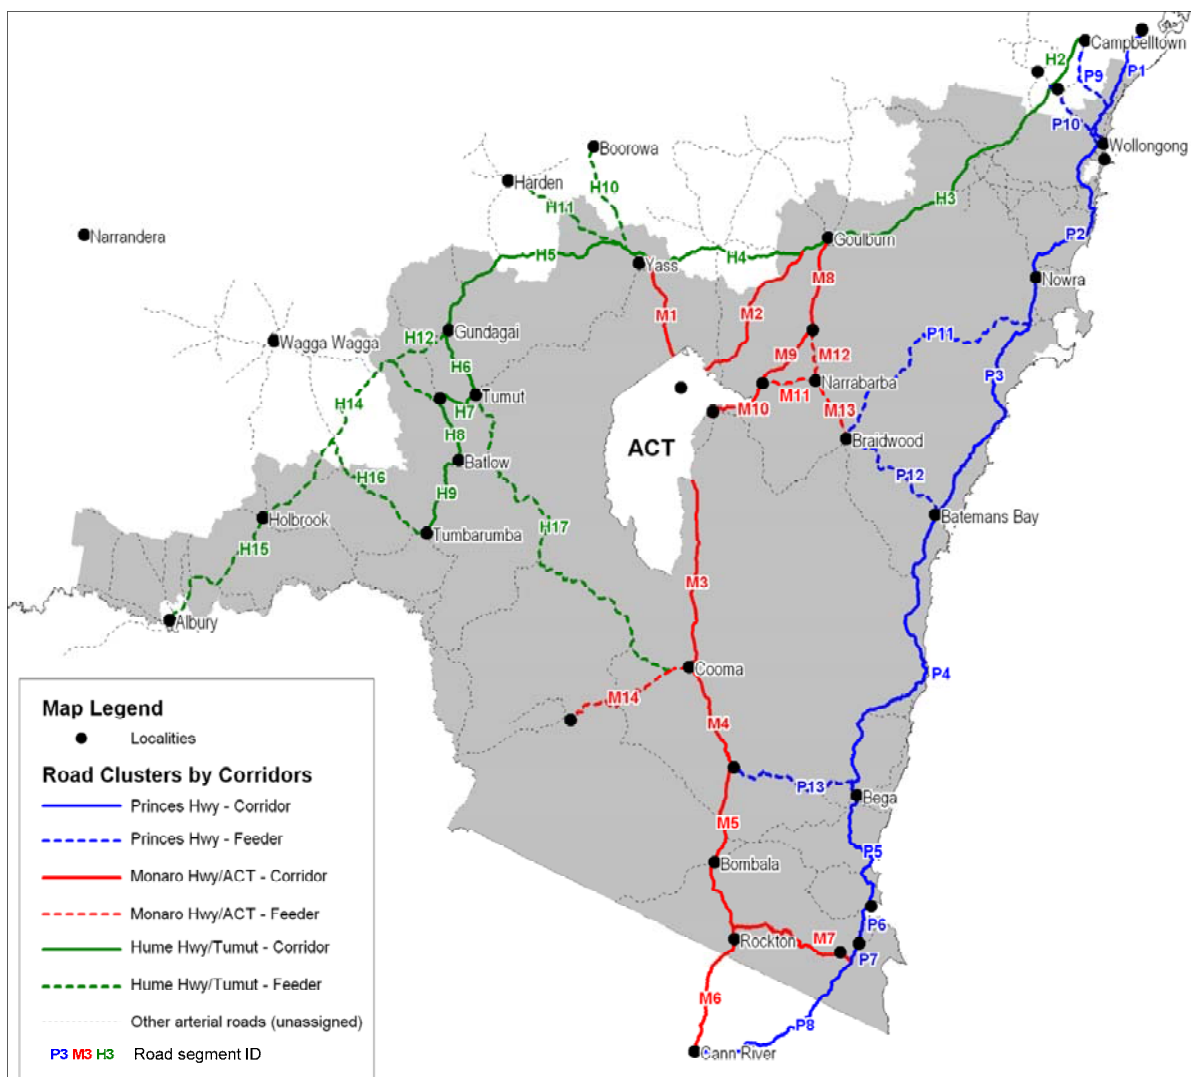 H2
Campbelltown
P9
P1
P10
Boorowa
Wollongong
Harden
H10
H11
H3
Narrandera
P2
Goulburn
H5
H4
Yass
M8
Nowra
M1
M2
Gundagai
P11
H12
Wagga Wagga
M9
M12
H6
P3
Narrabarba
Tumut
M11
H14
H7
M10
M13
H8
Braidwood
ACT
Batlow
H16
P12
H9
Batemans Bay
Holbrook
H17
Tumbarumba
H15
M3
Albury
Cooma
P4
M14
M4
P13
Bega
M5
P5
Bombala
P6
Rockton
M7
P7
M6
P8
Cann River
Map Legend
Localities
Road Clusters by Corridors
Princes Hwy - Corridor
Princes Hwy - Feeder
Monaro Hwy/ACT - Corridor
Monaro Hwy/ACT - Feeder
Hume Hwy/Tumut - Corridor
Hume Hwy/Tumut - Feeder
Other arterial roads (unassigned)
P3 M3 H3 Road segment ID